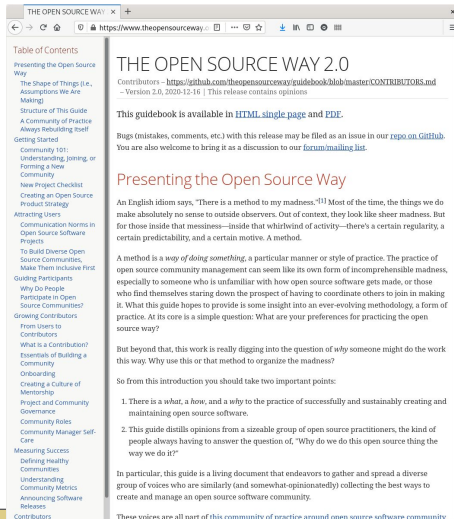 THE OPEN SOURCE WAY
https://www.theopensourceway.o
Table of Contents
Presenting the Open Source
Way
The Shape of Things (I.e.,
Assumptions We Are
Making)
Structure of This Guide
A Community of Practice
Always Rebuilding Itself
Getting Started
Community 101:
Understanding, Joining, or
Forming a New
Community
New Project Checklist
Creating an Open Source
Product Strategy
Attracting Users
Communication Norms in
Open Source Software
Projects
To Build Diverse Open
Source Communities,
Make Them Inclusive First
Guiding Participants
Why Do People
Participate in Open
Source Communities?
Growing Contributors
From Users to
Contributors
What Is a Contribution?
Essentials of Building a
Community
Onboarding
Creating a Culture of
Mentorship
Project and Community
Governance
Community Roles
Community Manager Self-
Care
Measuring Success
Defining Healthy
Communities
Understanding
Community Metrics
Announcing Software
Releases
Contributors
THE OPEN SOURCE WAY 2.0
Contributors – https://github.com/theopensourceway/guidebook/blob/master/CONTRIBUTORS.md
– Version 2.0, 2020-12-16 | This release contains opinions
This guidebook is available in HTML single page and PDF.
Bugs (mistakes, comments, etc.) with this release may be filed as an issue in our repo on GitHub.
You are also welcome to bring it as a discussion to our forum/mailing list.
Presenting the Open Source Way
An English idiom says, "There is a method to my madness."[1] Most of the time, the things we do
make absolutely no sense to outside observers. Out of context, they look like sheer madness. But
for those inside that messiness—inside that whirlwind of activity—there's a certain regularity, a
certain predictability, and a certain motive. A method.
A method is a way of doing something, a particular manner or style of practice. The practice of
open source community management can seem like its own form of incomprehensible madness,
especially to someone who is unfamiliar with how open source software gets made, or those
who find themselves staring down the prospect of having to coordinate others to join in making
it. What this guide hopes to provide is some insight into an ever-evolving methodology, a form of
practice. At its core is a simple question: What are your preferences for practicing the open
source way?
But beyond that, this work is really digging into the question of why someone might do the work
this way. Why use this or that method to organize the madness?
So from this introduction you should take two important points:
1. There is a what, a how, and a why to the practice of successfully and sustainably creating and
maintaining open source software.
2. This guide distills opinions from a sizeable group of open source practitioners, the kind of
people always having to answer the question of, "Why do we do this open source thing the
way we do it?"
In particular, this guide is a living document that endeavors to gather and spread a diverse
group of voices who are similarly (and somewhat-opinionatedly) collecting the best ways to
create and manage an open source software community.
These voices are all part of this community of practice around open source software community